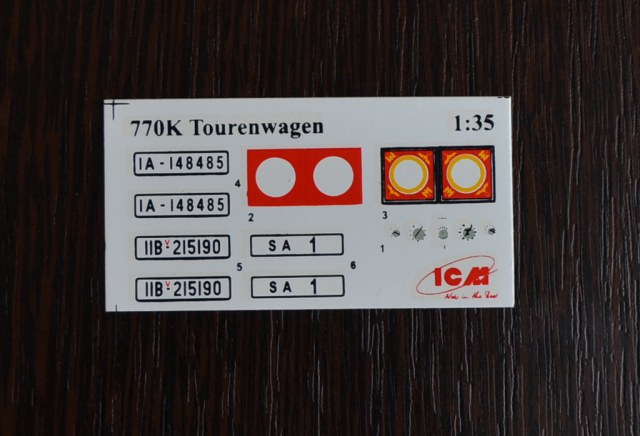 770K Tourenwagen 1:35
IA-148485
4
IA-148485
2
3
IIB-215190
SA 1
1
5
6
IIB-215190
SA 1
ICM